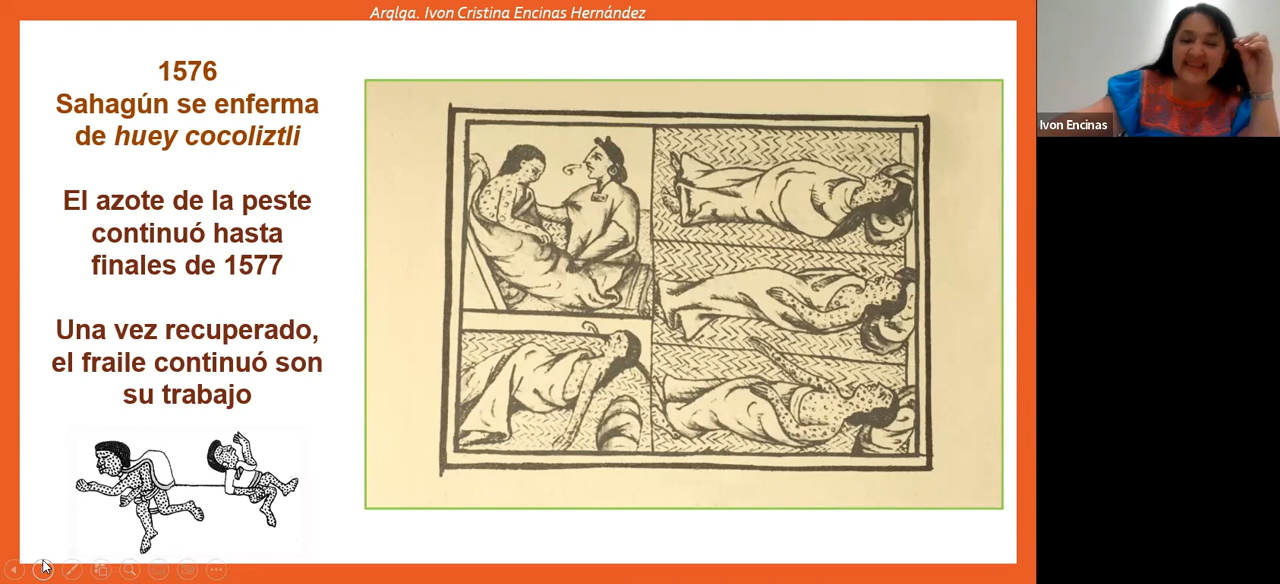 Arqlga. Ivon Cristina Encinas Hernández
1576
Sahagún se enferma
de huey cocoliztli
El azote de la peste
continuó hasta
finales de 1577
Una vez recuperado,
el fraile continuó son
su trabajo
Ivon Encinas